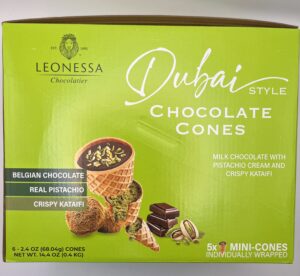 EST. 1892
LEONESSA
Chocolatier
Dubai STYLE
CHOCOLATE
CONES
MILK CHOCOLATE WITH
PISTACHIO CREAM AND
CRISPY KATAIFI
BELGIAN CHOCOLATE
REAL PISTACHIO
CRISPY KATAIFI
6 - 2.4 OZ (68.04g) CONES
NET WT. 14.4 OZ (0.4 KG)
5x MINI-CONES
INDIVIDUALLY WRAPPED